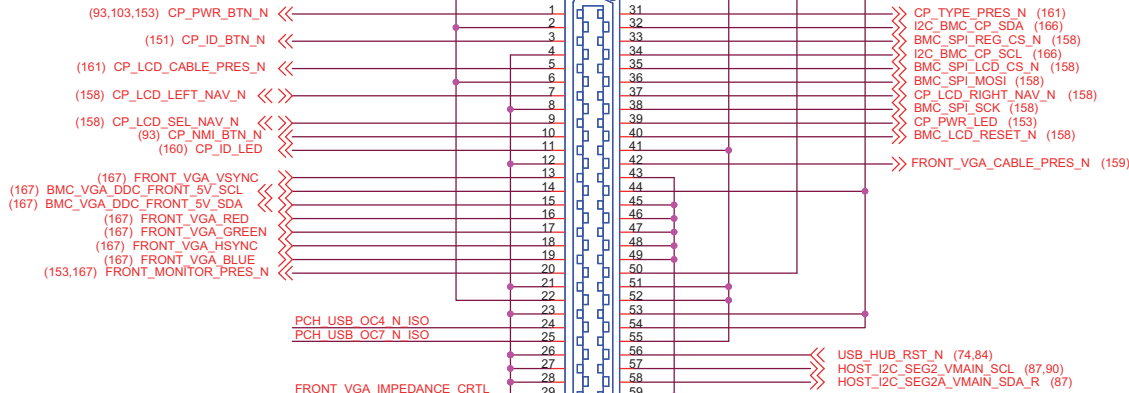 (93,103,153) CP_PWR_BTN_N 1 31 CP_TYPE_PRES_N (161)
2 32 I2C_BMC_CP_SDA (166)
(151) CP_ID_BTN_N 3 33 BMC_SPI_REG_CS_N (158)
4 34 I2C_BMC_CP_SCL (166)
(161) CP_LCD_CABLE_PRES_N 5 35 BMC_SPI_LCD_CS_N (158)
6 36 BMC_SPI_MOSI (158)
(158) CP_LCD_LEFT_NAV_N 7 37 CP_LCD_RIGHT_NAV_N (158)
8 38 BMC_SPI_SCK (158)
(158) CP_LCD_SEL_NAV_N 9 39 CP_PWR_LED (153)
(93) CP_NMI_BTN_N 10 40 BMC_LCD_RESET_N (158)
(160) CP_ID_LED 11 41
12 42 FRONT_VGA_CABLE_PRES_N (159)
(167) FRONT_VGA_VSYNC 13 43
(167) BMC_VGA_DDC_FRONT_5V_SCL 14 44
(167) BMC_VGA_DDC_FRONT_5V_SDA 15 45
(167) FRONT_VGA_RED 16 46
(167) FRONT_VGA_GREEN 17 47
(167) FRONT_VGA_HSYNC 18 48
(167) FRONT_VGA_BLUE 19 49
(153,167) FRONT_MONITOR_PRES_N 20 50
21 51
22 52
23 53
PCH_USB_OC4_N_ISO 24 54
PCH_USB_OC7_N_ISO 25 55
26 56 USB_HUB_RST_N (74,84)
27 57 HOST_I2C_SEG2_VMAIN_SCL (87,90)
28 58 HOST_I2C_SEG2A_VMAIN_SDA_R (87)
FRONT_VGA_IMPEDANCE_CRTL 29 59